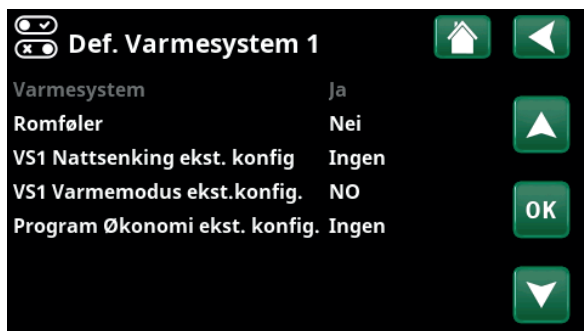 Def. Varmesystem 1
Varmesystem Ja
Romføler Nei
VS1 Nattsenking ekst. konfig Ingen
VS1 Varmemodus ekst.konfig. NO
Program Økonomi ekst. konfig. Ingen
OK